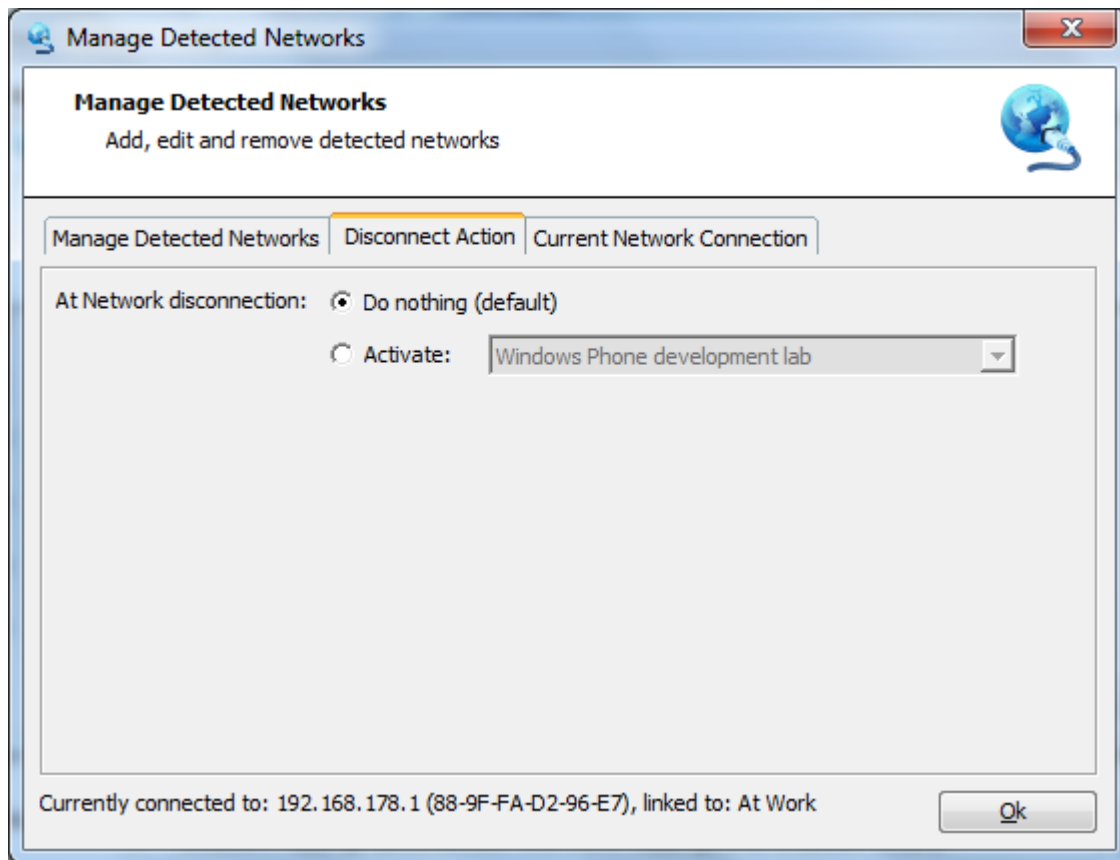 Manage Detected Networks
Manage Detected Networks
Add, edit and remove detected networks
Manage Detected Networks Disconnect Action Current Network Connection
At Network disconnection: Do nothing (default)
Activate: Windows Phone development lab
Currently connected to: 192.168.178.1 (88-9F-FA-D2-96-E7), linked to: At Work
Ok